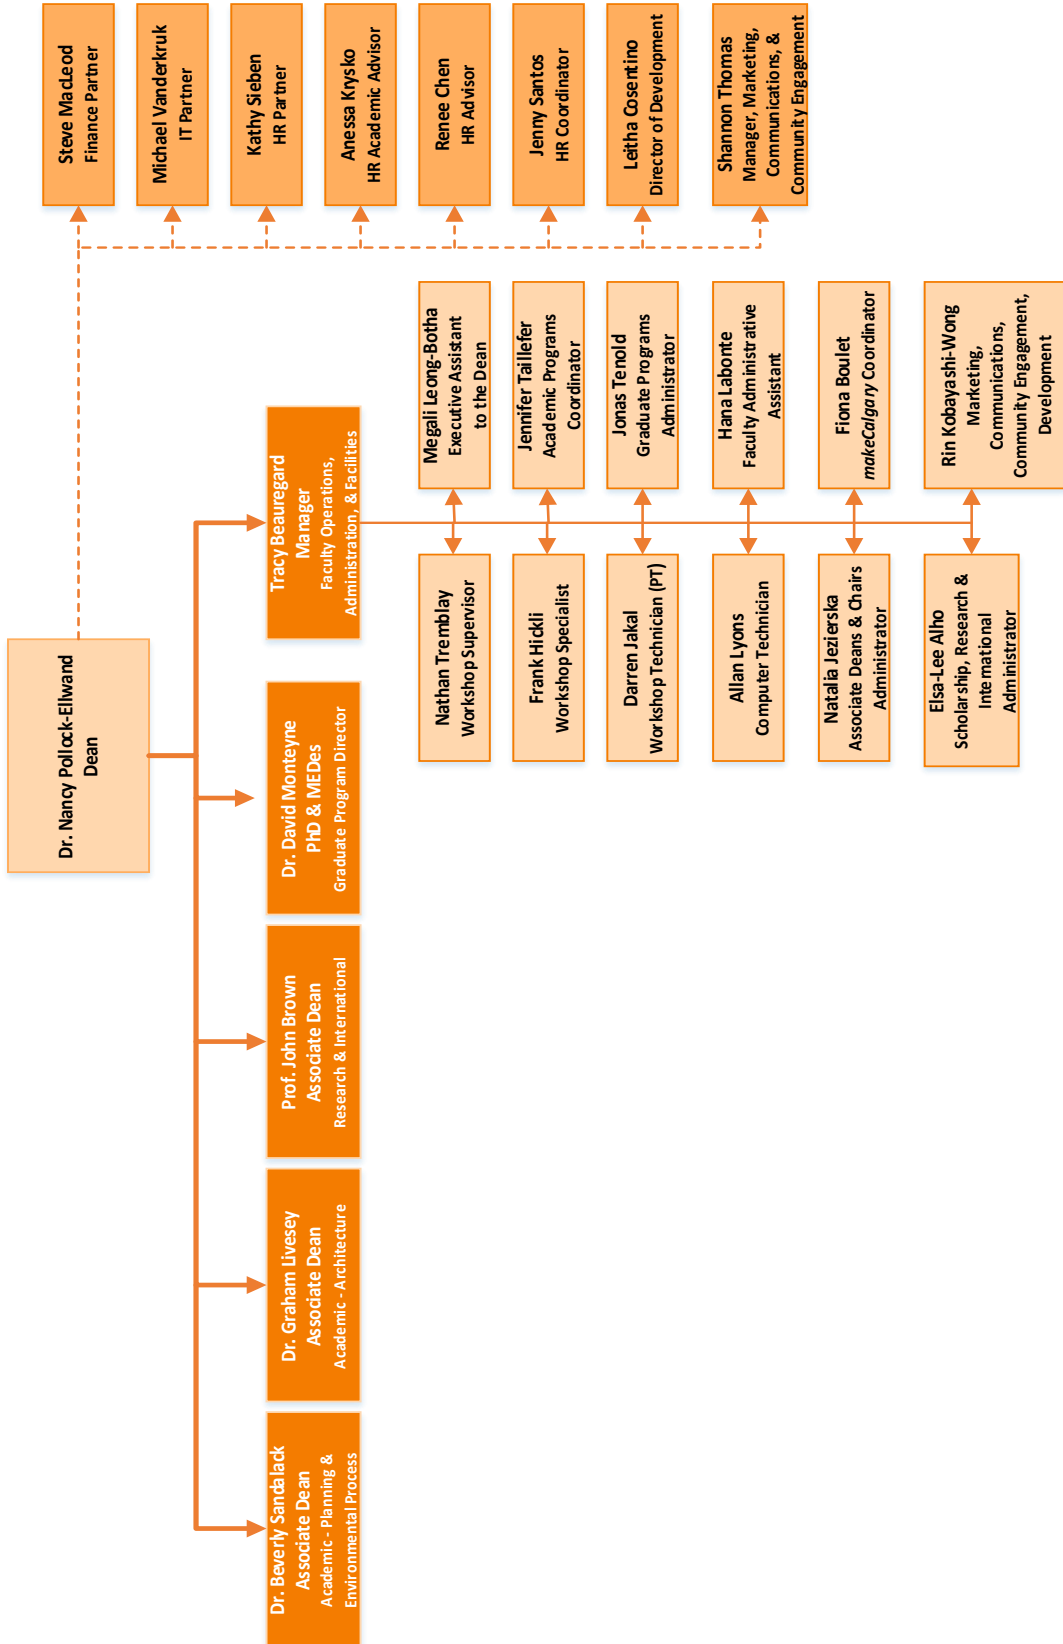 Dr. Nancy Pollock-Ellwand
Dean
Dr. Beverly Sandalack
Associate Dean
Academic - Planning &
Environmental Process
Dr. Graham Livesey
Associate Dean
Academic - Architecture
Prof. John Brown
Associate Dean
Research & International
Dr. David Monteyne
PhD & MEDes
Graduate Program Director
Tracy Beauregard
Manager
Faculty Operations,
Administration, & Facilities
Nathan Tremblay
Workshop Supervisor
Megali Leong-Botha
Executive Assistant
to the Dean
Frank Hickli
Workshop Specialist
Jennifer Taillefer
Academic Programs
Coordinator
Darren Jakal
Workshop Technician (PT)
Jonas Tenold
Graduate Programs
Administrator
Allan Lyons
Computer Technician
Hana Labonte
Faculty Administrative
Assistant
Natalia Jezierska
Associate Deans & Chairs
Administrator
Fiona Boulet
makeCalgary Coordinator
Elsa-Lee Alho
Scholarship, Research &
International
Administrator
Rin Kobayashi-Wong
Marketing,
Communications,
Community Engagement,
Development
Steve MacLeod
Finance Partner
Michael Vanderkruk
IT Partner
Kathy Sieben
HR Partner
Anessa Krysko
HR Academic Advisor
Renee Chen
HR Advisor
Jenny Santos
HR Coordinator
Leitha Cosentino
Director of Development
Shannon Thomas
Manager, Marketing,
Communications, &
Community Engagement